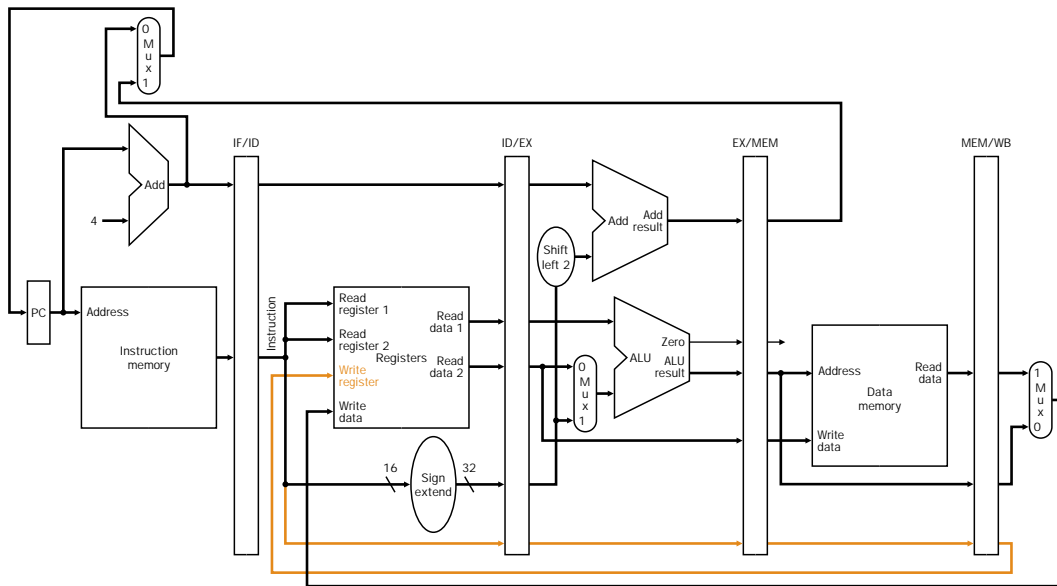 0
M
u
x
1
IF/ID
ID/EX
EX/MEM
MEM/WB
Add
4
Add
Add
result
Shift
left 2
PC
Address
Instruction
memory
Instruction
Read
register 1
Read
register 2
Write
register
Write
data
Registers
Read
data 1
Read
data 2
0
M
u
x
1
Zero
ALU
ALU
result
Address
Write
data
Data
memory
Read
data
1
M
u
x
0
16
Sign
extend
32